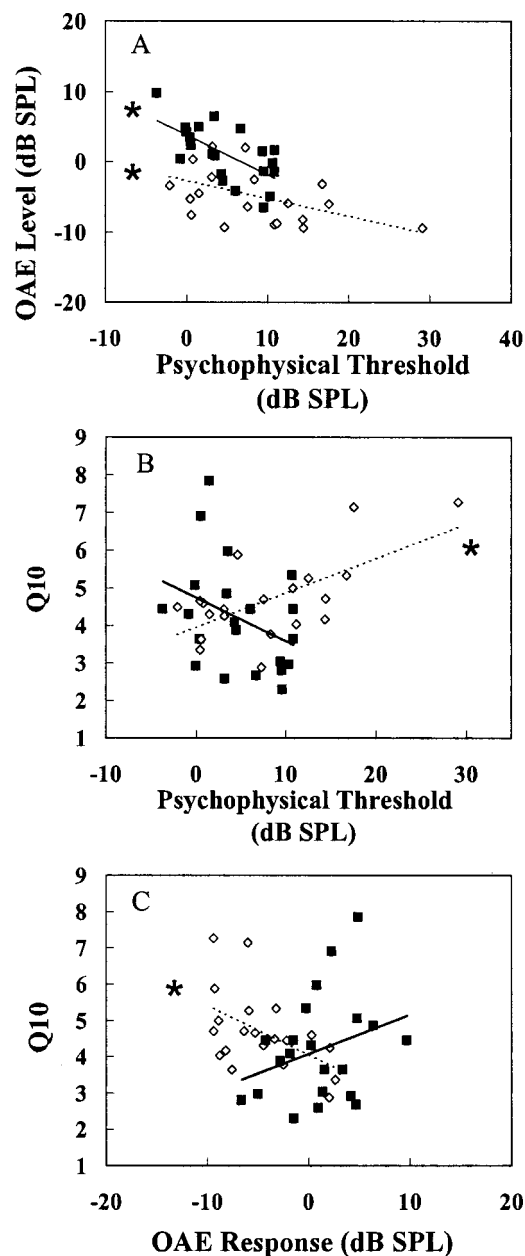 A
OAE Level (dB SPL)
20
10
0
-10
-20
*
*
-10 0 10 20 30 40
Psychophysical Threshold
(dB SPL)
B
Q10
9
8
7
6
5
4
3
2
1
*
-10 0 10 20 30
Psychophysical Threshold
(dB SPL)
C
Q10
9
8
7
6
5
4
3
2
1
*
-20 -10 0 10 20
OAE Response (dB SPL)